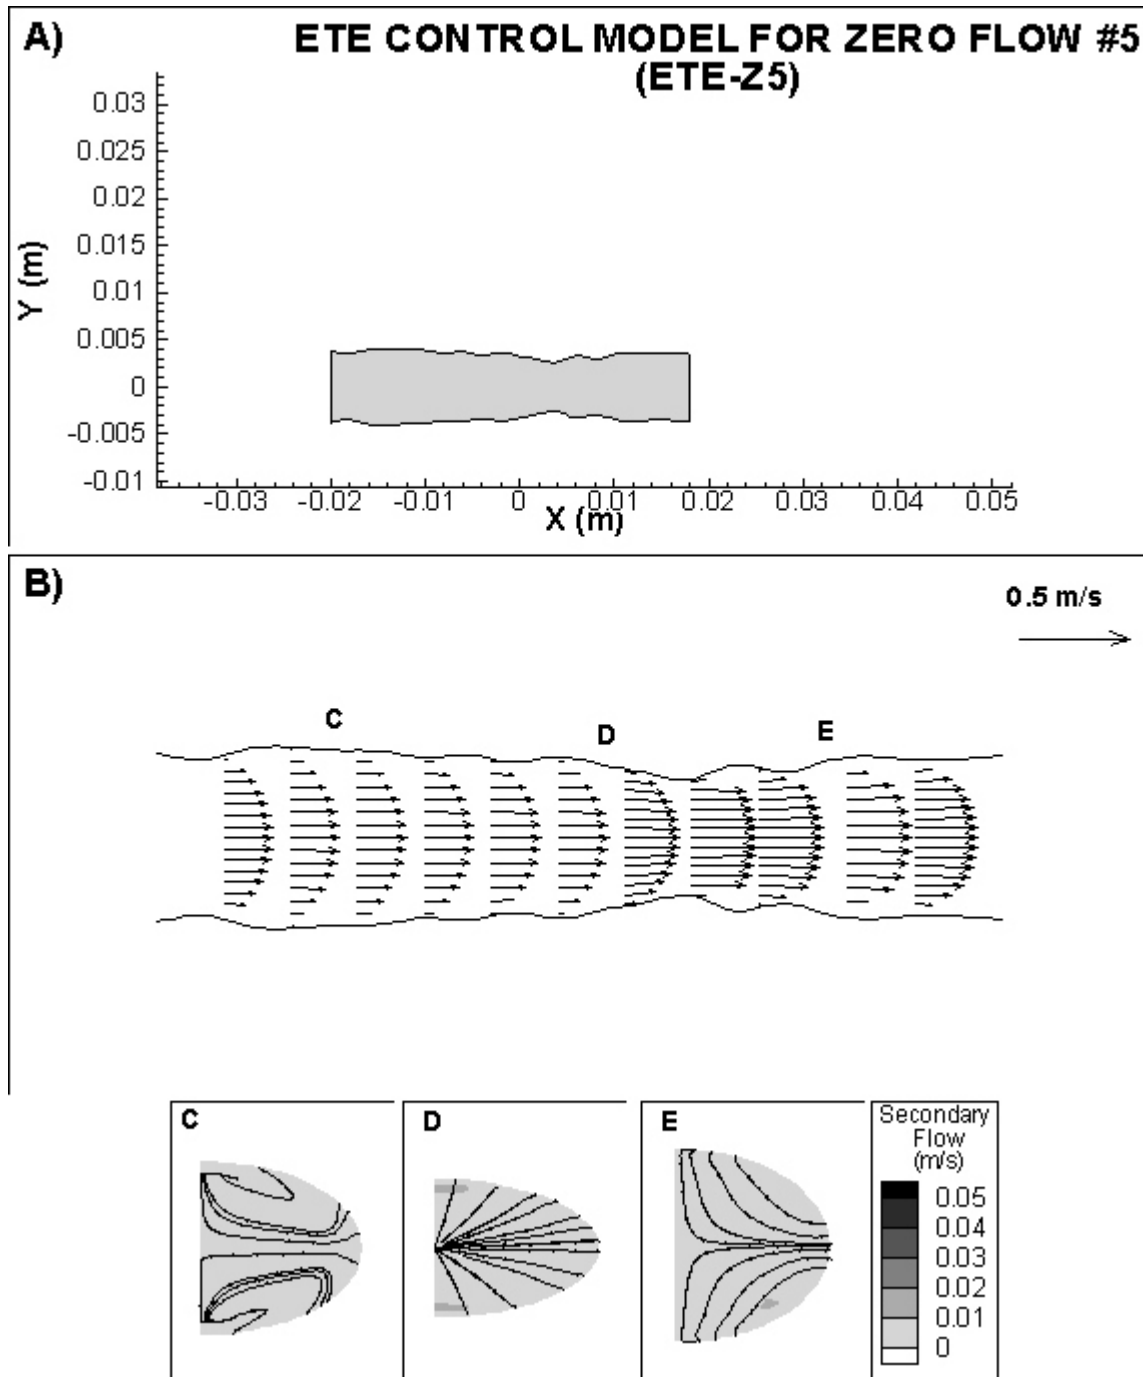 A)
ETE CONTROL MODEL FOR ZERO FLOW #5
(ETE-Z5)
0.03
0.025
0.02
0.015
0.01
0.005
0
-0.005
-0.01
Y (m)
-0.03 -0.02 -0.01 0 0.01 0.02 0.03 0.04 0.05
X (m)
B)
0.5 m/s
C
D
E
C
D
E
Secondary
Flow
(m/s)
0.05
0.04
0.03
0.02
0.01
0